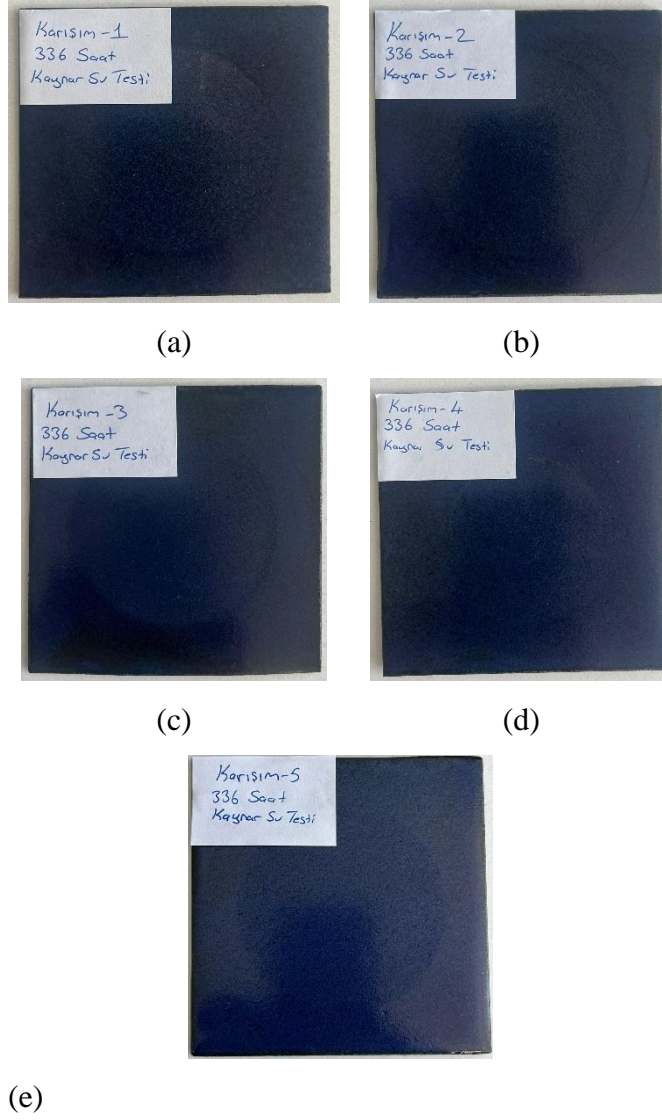 Karışım-1
336 Saat
Kaynar Su Testi
Karışım-2
336 Saat
Kaynar Su Testi
(a)
(b)
Karışım-3
336 Saat
Kaynar Su Testi
Karışım-4
336 Saat
Kaynar Su Testi
(c)
(d)
Karışım-5
336 Saat
Kaynar Su Testi
(e)